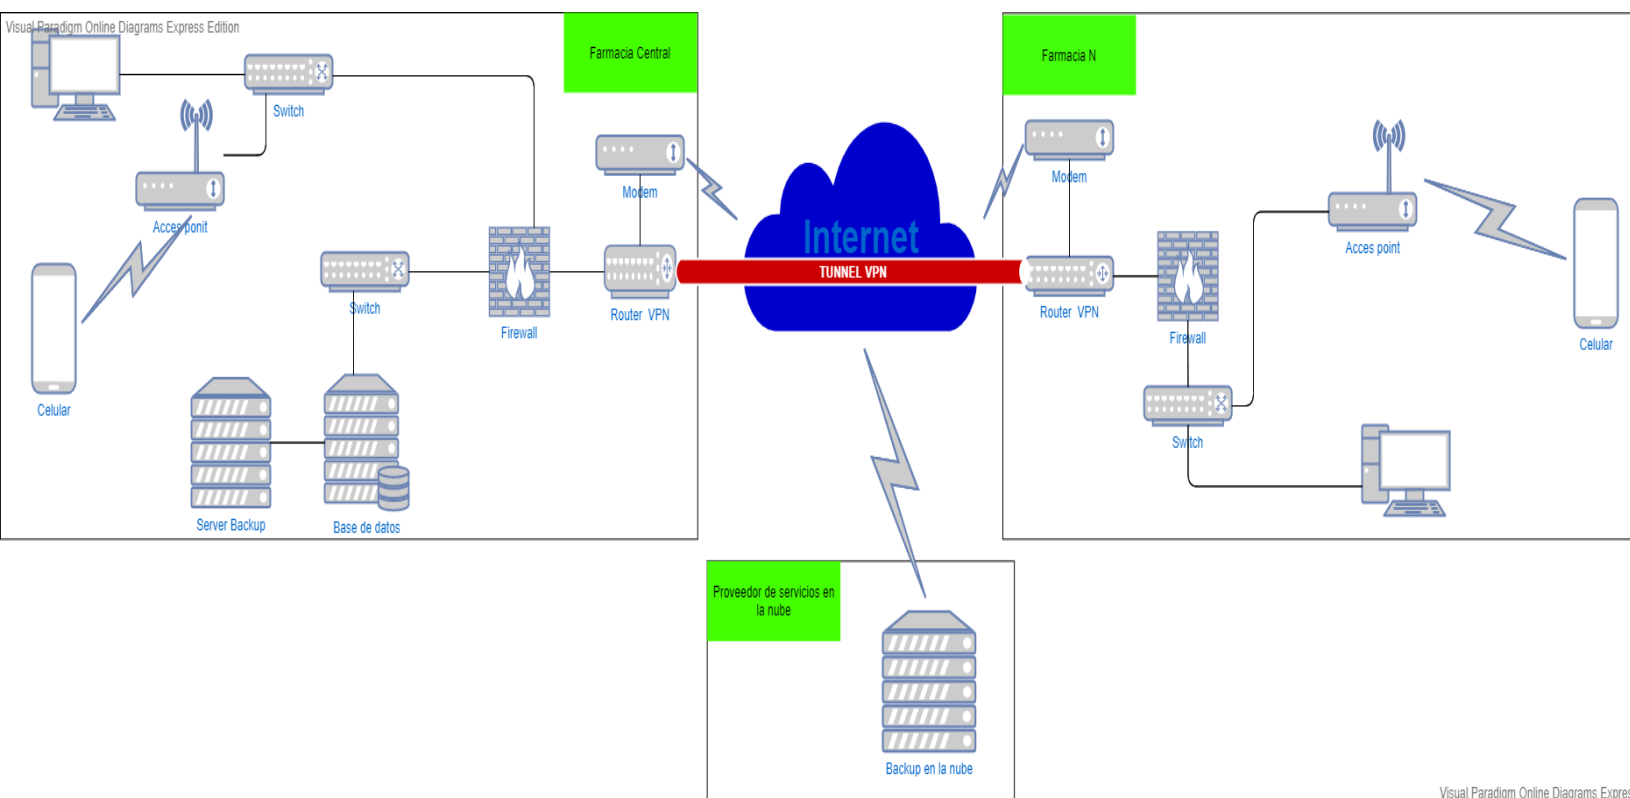 Visual Paradigm Online Diagrams Express Edition
Farmacia Central
Farmacia N
Switch
Modem
Modem
Acces ponit
Internet
Acces point
TUNNEL VPN
Switch
Router VPN
Router VPN
Firewall
Firewall
Celular
Celular
Switch
Server Backup
Base de datos
Proveedor de servicios en
la nube
Backup en la nube
Visual Paradigm Online Diagrams Expres